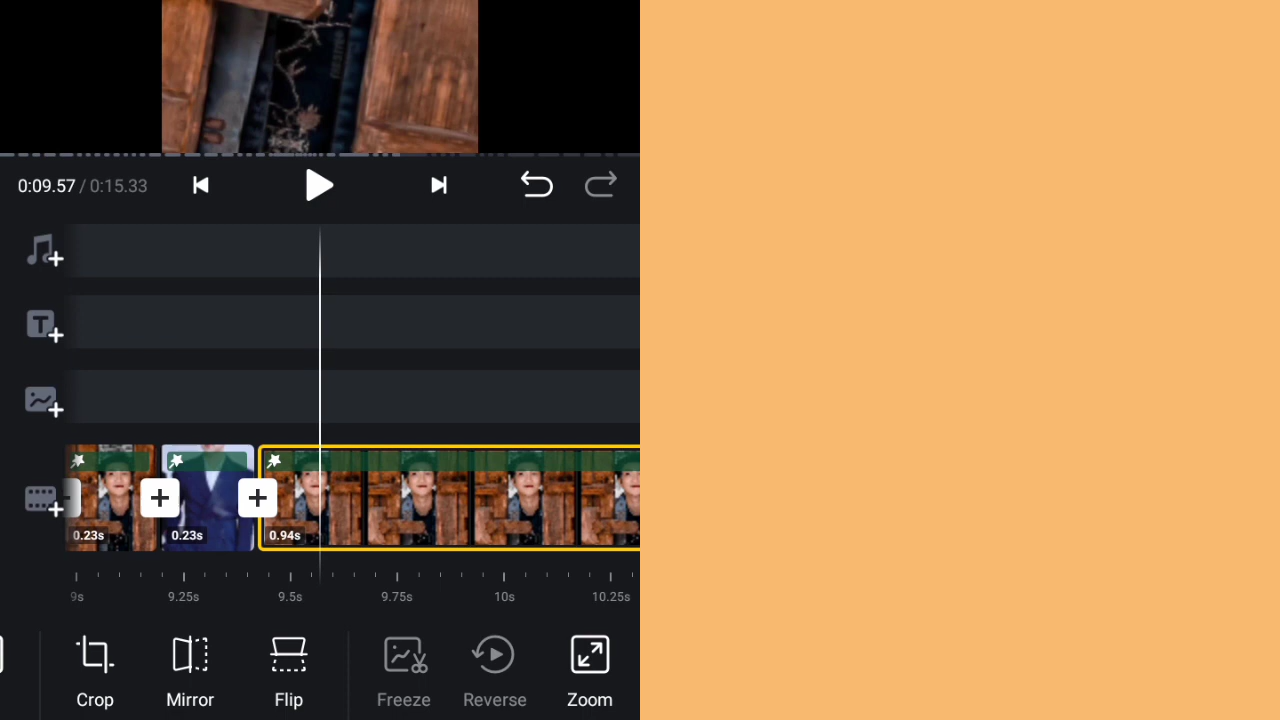 0:09.57 / 0:15.33
T
0.23s
0.23s
0.94s
9s
9.25s
9.5s
9.75s
10s
10.25s
Crop
Mirror
Flip
Freeze
Reverse
Zoom